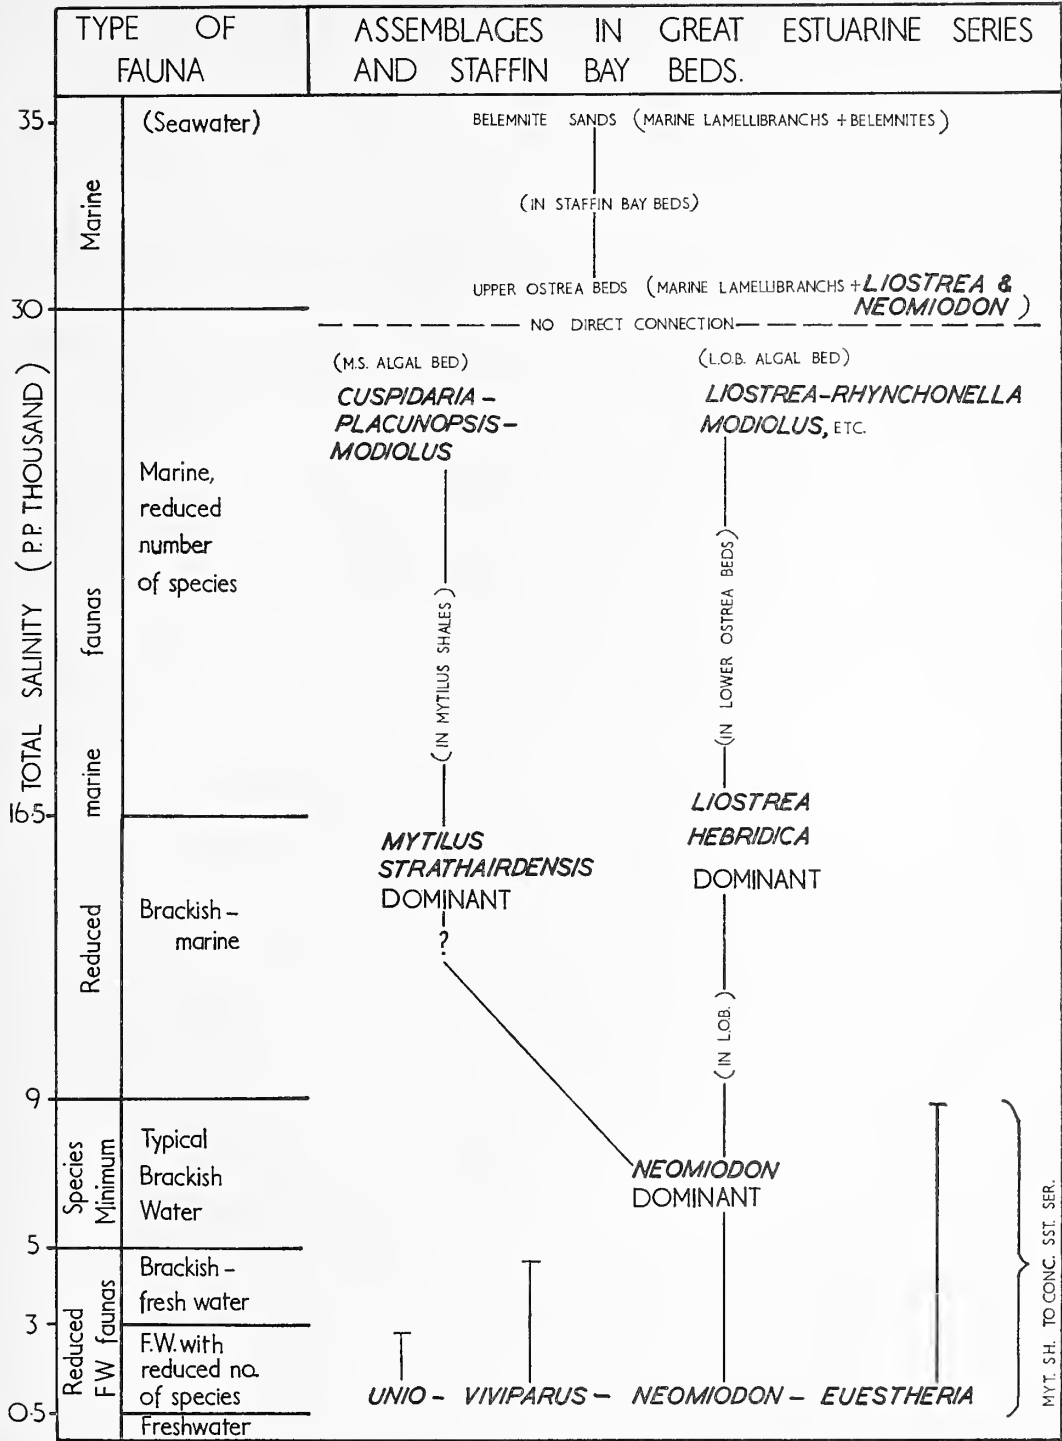 TYPE OF
FAUNA
ASSEMBLAGES IN GREAT ESTUARINE SERIES
AND STAFFIN BAY BEDS.
TOTAL SALINITY (P.P. THOUSAND)
35
30
16·5
9
5
3
0·5
Marine
Reduced marine faunas
Species
Minimum
Reduced
FW faunas
(Seawater)
Marine,
reduced
number
of species
Brackish –
marine
Typical
Brackish
Water
Brackish –
fresh water
F.W. with
reduced no.
of species
Freshwater
BELEMNITE SANDS (MARINE LAMELLIBRANCHS + BELEMNITES)
(IN STAFFIN BAY BEDS)
UPPER OSTREA BEDS (MARINE LAMELLIBRANCHS + LIOSTREA &
NEOMIODON)
NO DIRECT CONNECTION
(M.S. ALGAL BED)
CUSPIDARIA –
PLACUNOPSIS –
MODIOLUS
(L.O.B. ALGAL BED)
LIOSTREA-RHYNCHONELLA
MODIOLUS, ETC.
(IN MYTILUS SHALES)
(IN LOWER OSTREA BEDS)
MYTILUS
STRATHAIRDENSIS
DOMINANT
?
LIOSTREA
HEBRIDICA
DOMINANT
(IN L.O.B.)
NEOMIODON
DOMINANT
UNIO – VIVIPARUS – NEOMIODON – EUESTHERIA
MYT. SH. TO CONC. SST. SER.